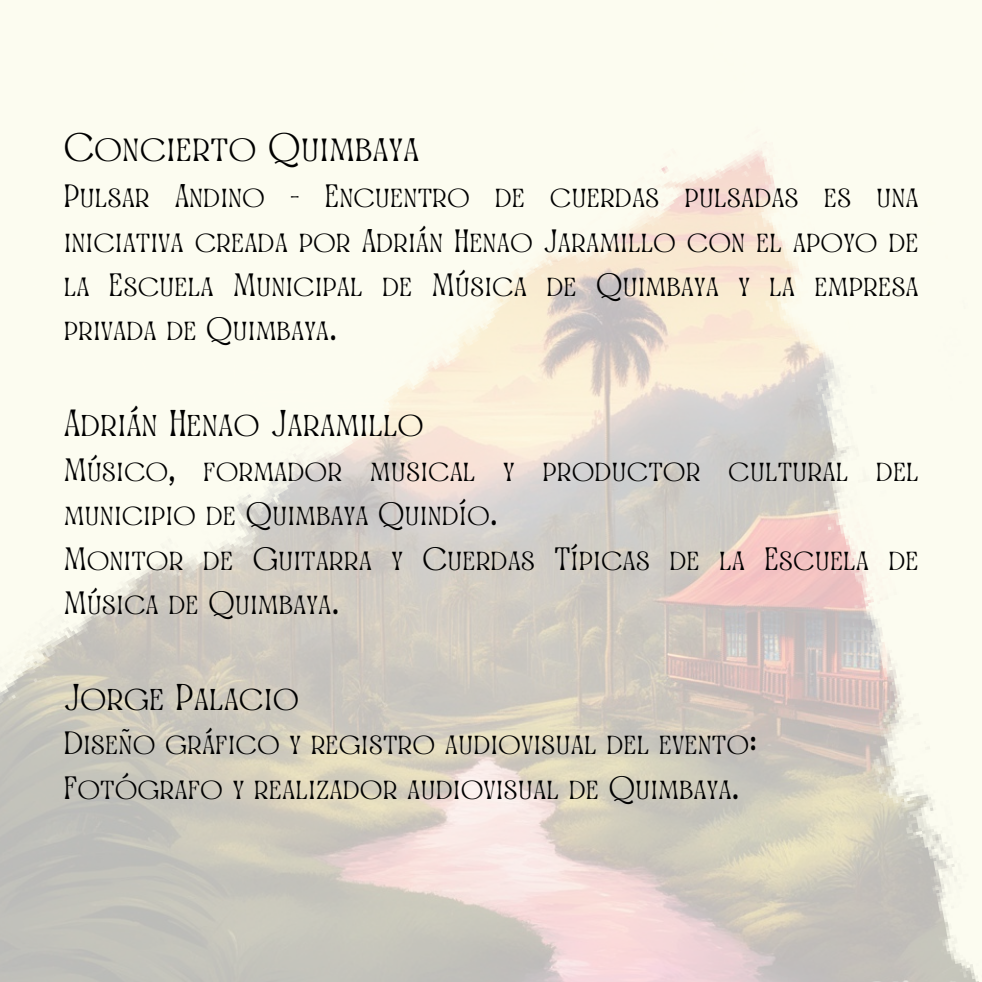 Concierto Quimbaya
Pulsar Andino - Encuentro de cuerdas pulsadas es una
iniciativa creada por Adrián Henao Jaramillo con el apoyo de
la Escuela Municipal de Música de Quimbaya y la empresa
privada de Quimbaya.
Adrián Henao Jaramillo
Músico, formador musical y productor cultural del
municipio de Quimbaya Quindío.
Monitor de Guitarra y Cuerdas Típicas de la Escuela de
Música de Quimbaya.
Jorge Palacio
Diseño gráfico y registro audiovisual del evento:
Fotógrafo y realizador audiovisual de Quimbaya.